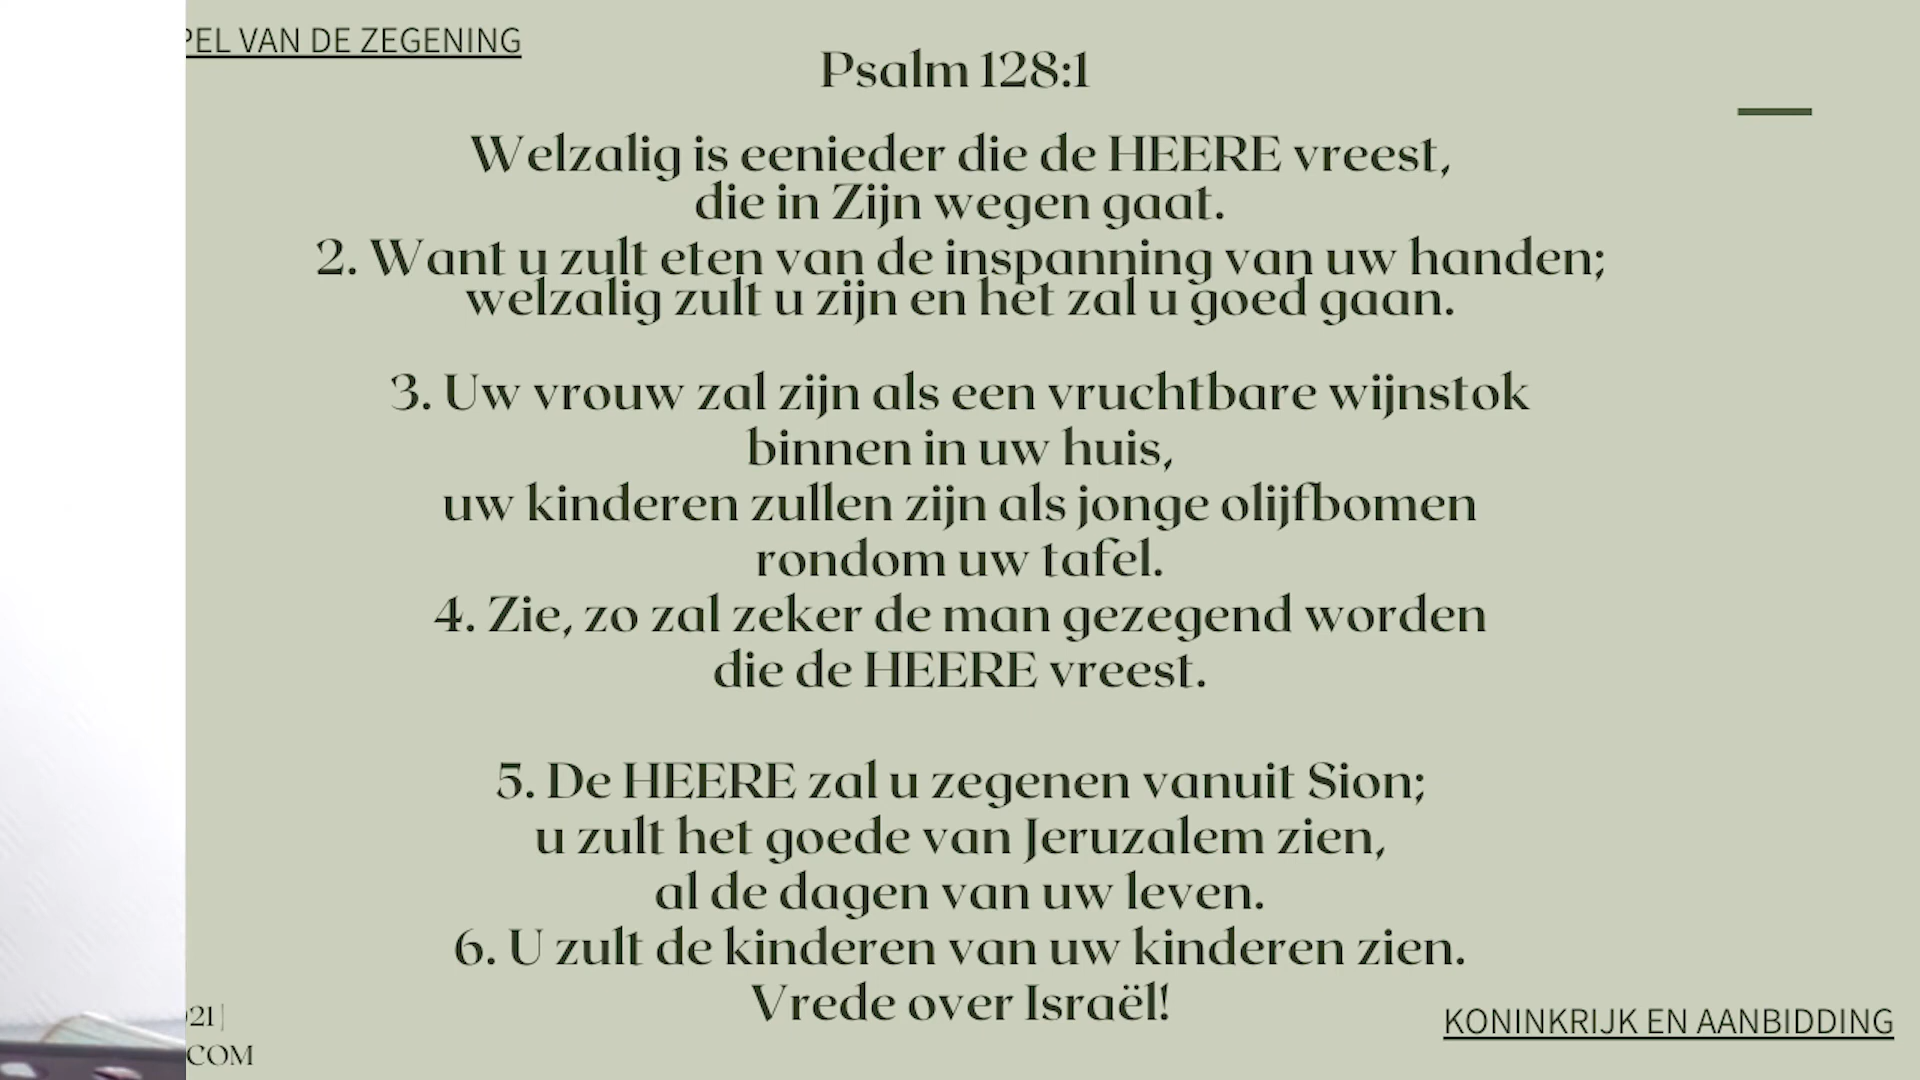 VAN DE ZEGENING
Psalm 128:1
Welzalig is eenieder die de HEERE vreest,
die in Zijn wegen gaat.
2. Want u zult eten van de inspanning van uw handen;
welzalig zult u zijn en het zal u goed gaan.
3. Uw vrouw zal zijn als een vruchtbare wijnstok
binnen in uw huis,
uw kinderen zullen zijn als jonge olijfbomen
rondom uw tafel.
4. Zie, zo zal zeker de man gezegend worden
die de HEERE vreest.
5. De HEERE zal u zegenen vanuit Sion;
u zult het goede van Jeruzalem zien,
al de dagen van uw leven.
6. U zult de kinderen van uw kinderen zien.
Vrede over Israël!
21 |
COM
KONINKRIJK EN AANBIDDING